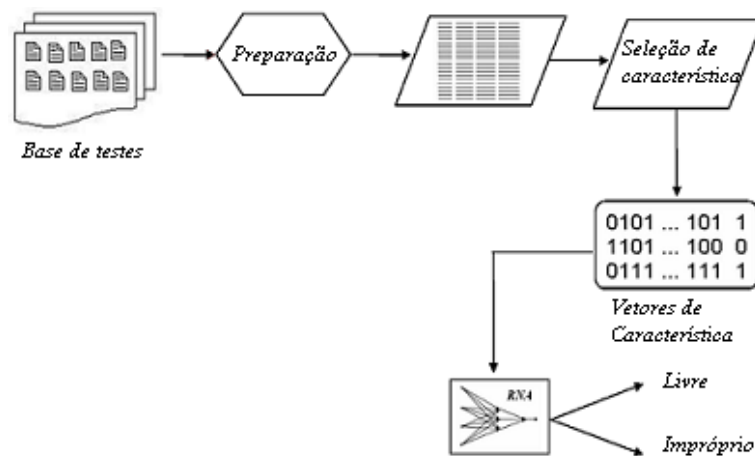 Preparação
Seleção de
característica
Base de testes
0101 ... 101 1
1101 ... 100 0
0111 ... 111 1
Vetores de
Característica
RNA
Livre
Impróprio